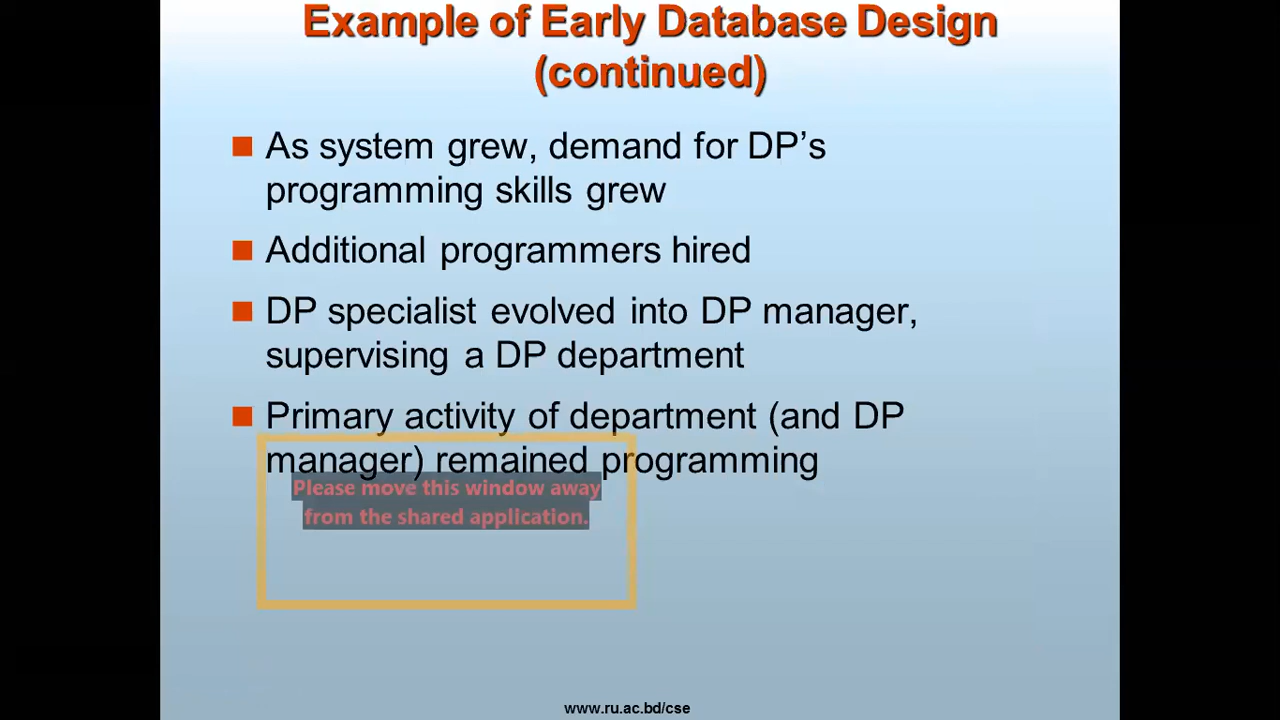 Example of Early Database Design
(continued)
As system grew, demand for DP’s
programming skills grew
Additional programmers hired
DP specialist evolved into DP manager,
supervising a DP department
Primary activity of department (and DP
manager) remained programming
Please move this window away
from the shared application.
www.ru.ac.bd/cse